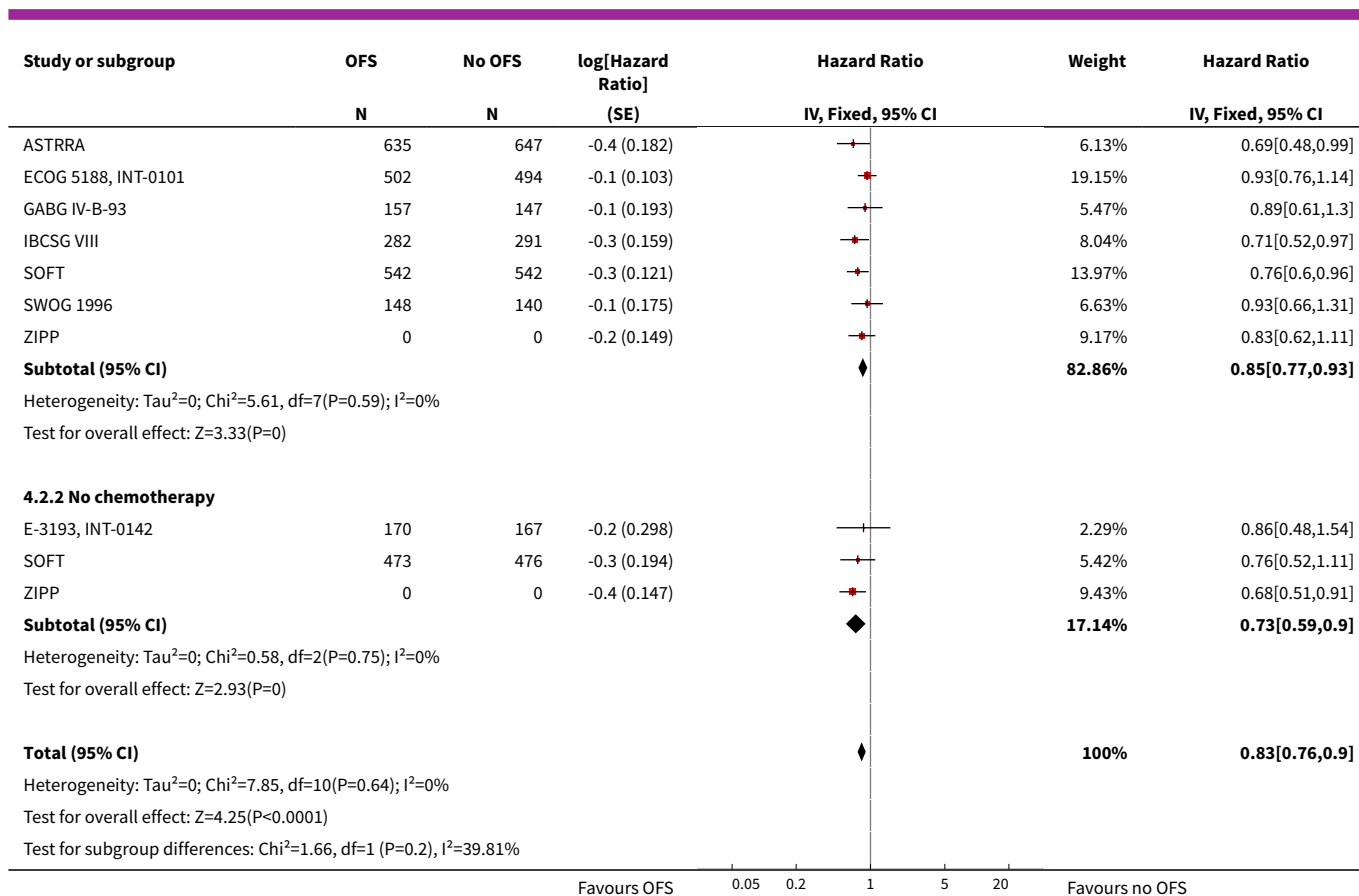 Study or subgroup OFS No OFS log[Hazard Ratio] Hazard Ratio Weight Hazard Ratio
N N (SE) IV, Fixed, 95% CI IV, Fixed, 95% CI
ASTRRA 635 647 -0.4 (0.182) 6.13% 0.69[0.48,0.99]
ECOG 5188, INT-0101 502 494 -0.1 (0.103) 19.15% 0.93[0.76,1.14]
GABG IV-B-93 157 147 -0.1 (0.193) 5.47% 0.89[0.61,1.3]
IBCSG VIII 282 291 -0.3 (0.159) 8.04% 0.71[0.52,0.97]
SOFT 542 542 -0.3 (0.121) 13.97% 0.76[0.6,0.96]
SWOG 1996 148 140 -0.1 (0.175) 6.63% 0.93[0.66,1.31]
ZIPP 0 0 -0.2 (0.149) 9.17% 0.83[0.62,1.11]
Subtotal (95% CI) 82.86% 0.85[0.77,0.93]
Heterogeneity: Tau²=0; Chi²=5.61, df=7(P=0.59); I²=0%
Test for overall effect: Z=3.33(P=0)
4.2.2 No chemotherapy
E-3193, INT-0142 170 167 -0.2 (0.298) 2.29% 0.86[0.48,1.54]
SOFT 473 476 -0.3 (0.194) 5.42% 0.76[0.52,1.11]
ZIPP 0 0 -0.4 (0.147) 9.43% 0.68[0.51,0.91]
Subtotal (95% CI) 17.14% 0.73[0.59,0.9]
Heterogeneity: Tau²=0; Chi²=0.58, df=2(P=0.75); I²=0%
Test for overall effect: Z=2.93(P=0)
Total (95% CI) 100% 0.83[0.76,0.9]
Heterogeneity: Tau²=0; Chi²=7.85, df=10(P=0.64); I²=0%
Test for overall effect: Z=4.25(P<0.0001)
Test for subgroup differences: Chi²=1.66, df=1 (P=0.2), I²=39.81%
Favours OFS 0.05 0.2 1 5 20 Favours no OFS